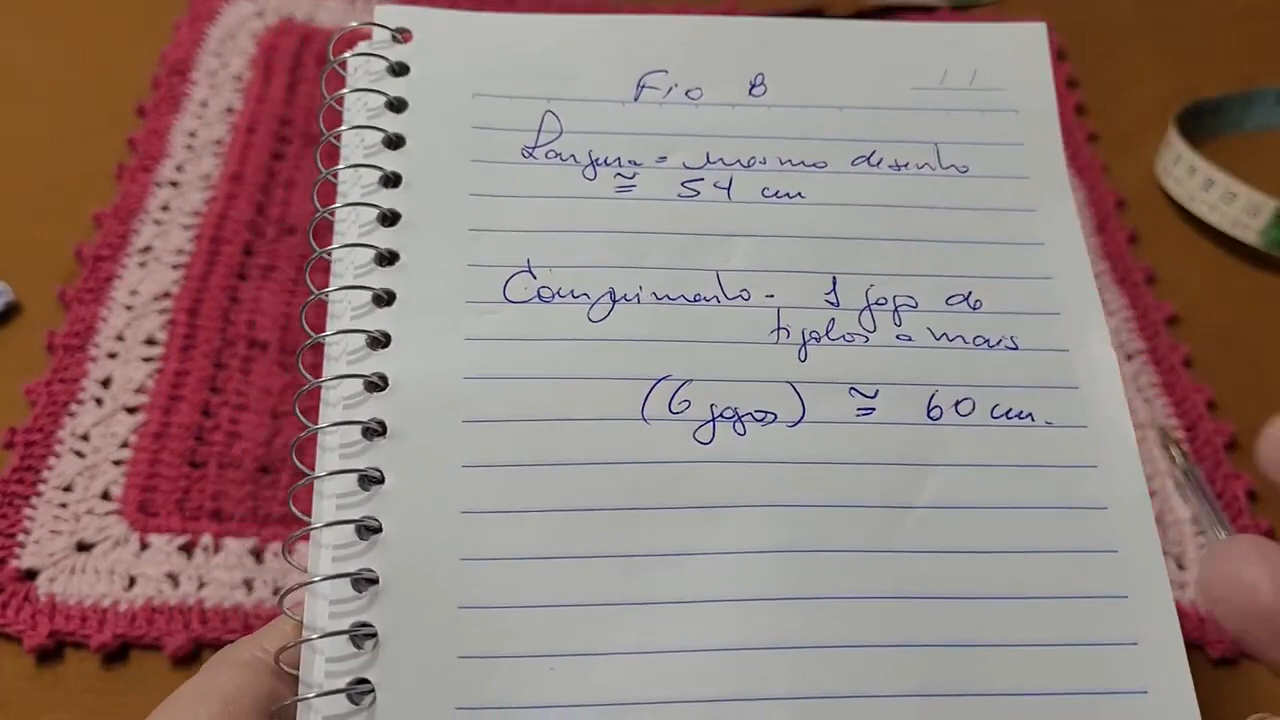 Fio 8
/ /
Largura = mesmo desenho
≅ 54 cm
Comprimento - 1 jogo de
tijolos a mais
(6 jogos) ≅ 60 cm.